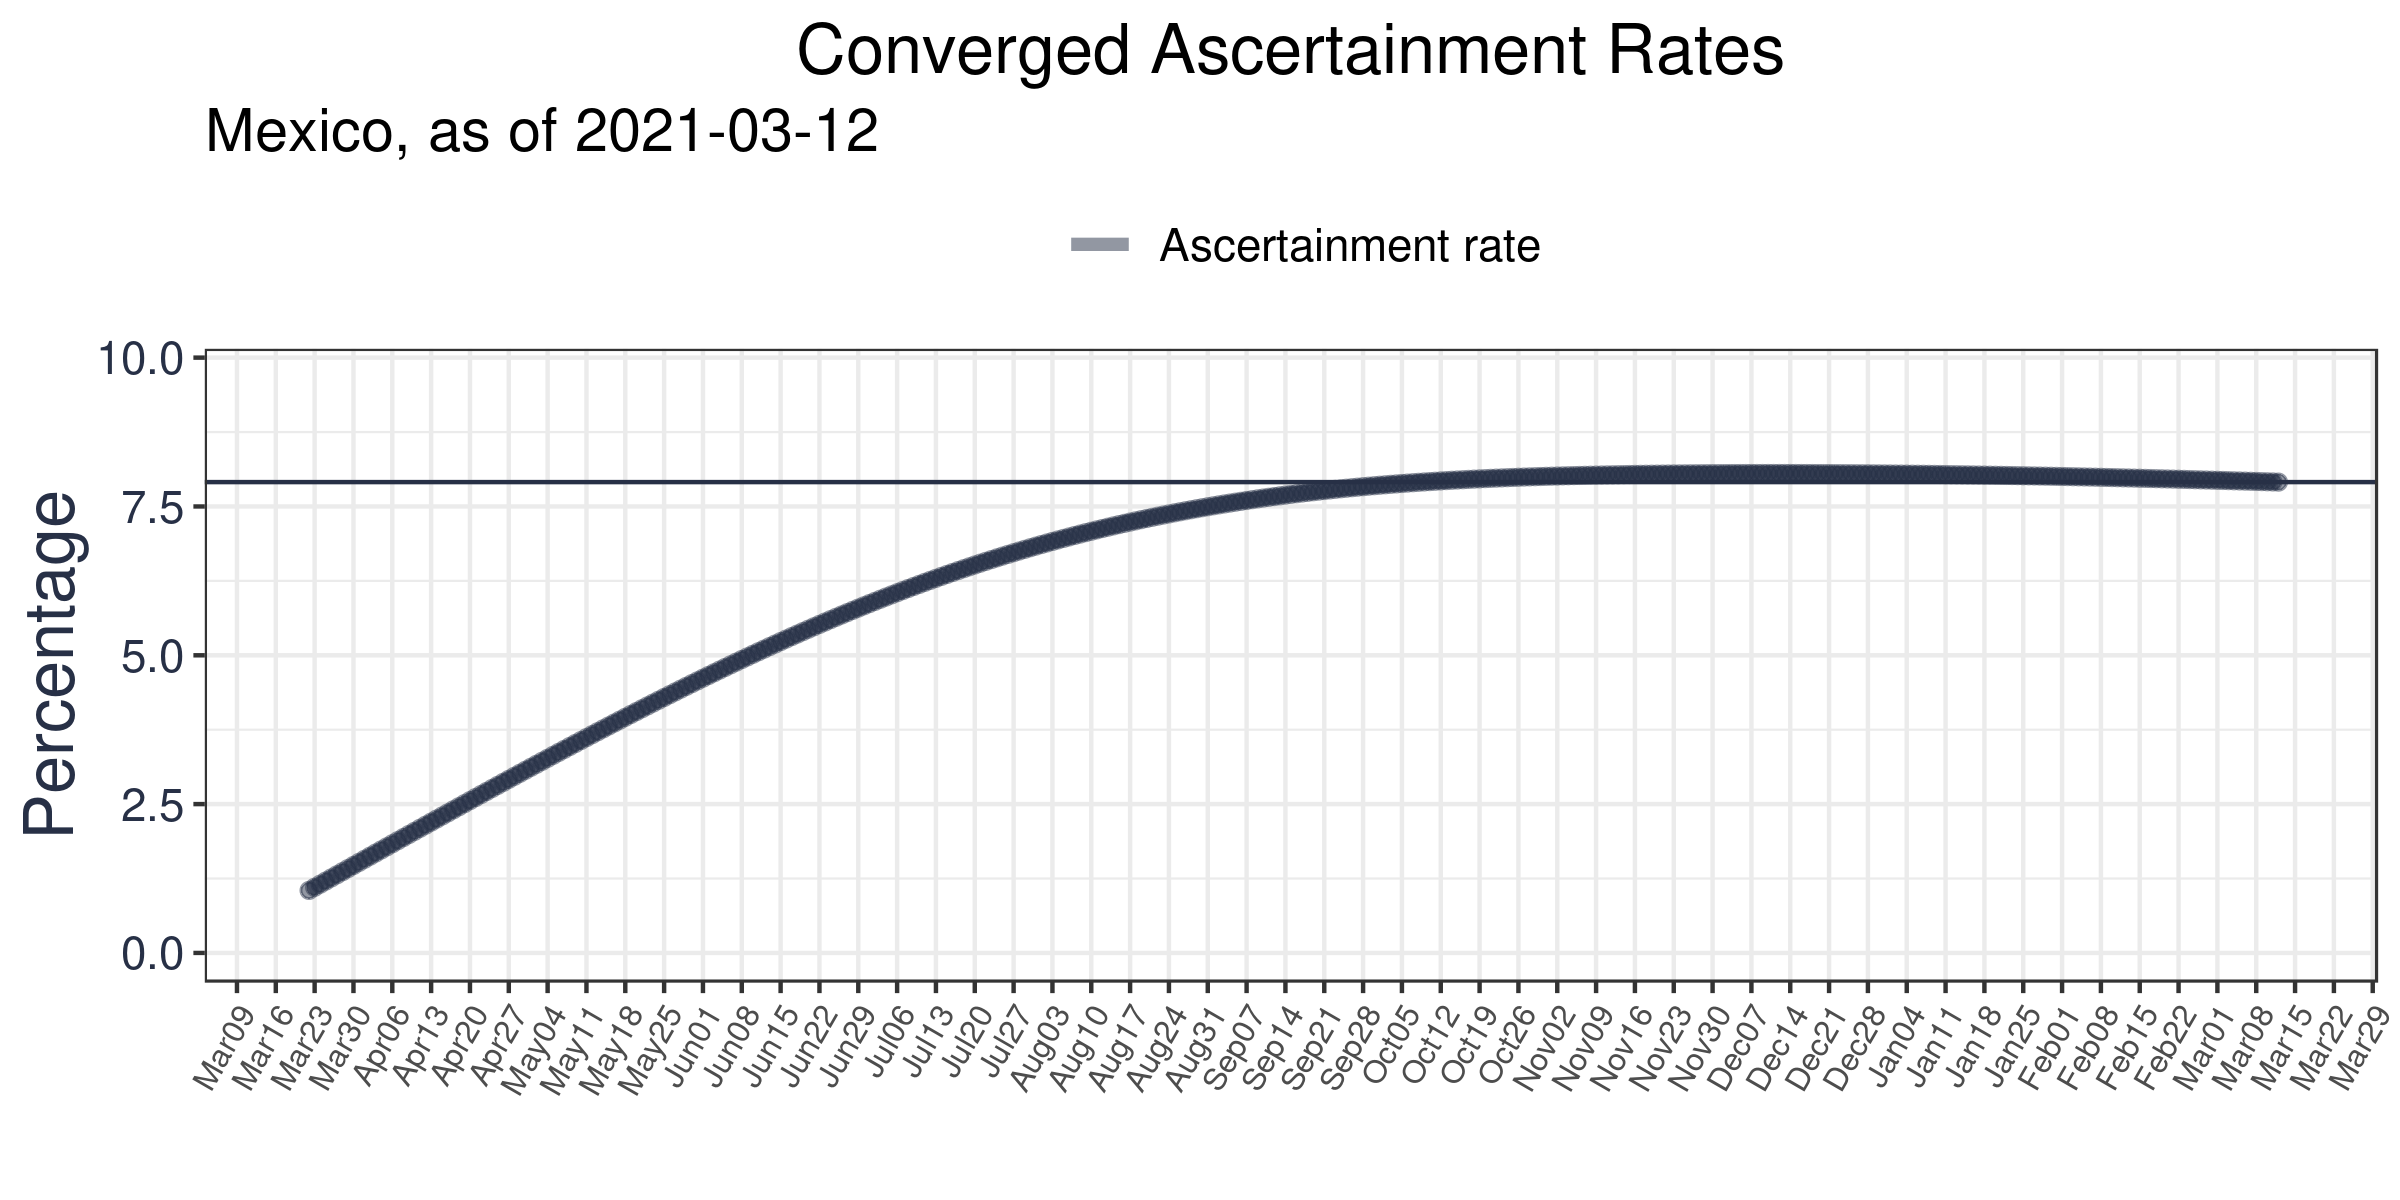 Converged Ascertainment Rates
Mexico, as of 2021-03-12
Ascertainment rate
Percentage
10.0
7.5
5.0
2.5
0.0
Mar09
Mar16
Mar23
Mar30
Apr06
Apr13
Apr20
Apr27
May04
May11
May18
May25
Jun01
Jun08
Jun15
Jun22
Jun29
Jul06
Jul13
Jul20
Jul27
Aug03
Aug10
Aug17
Aug24
Aug31
Sep07
Sep14
Sep21
Sep28
Oct05
Oct12
Oct19
Oct26
Nov02
Nov09
Nov16
Nov23
Nov30
Dec07
Dec14
Dec21
Dec28
Jan04
Jan11
Jan18
Jan25
Feb01
Feb08
Feb15
Feb22
Mar01
Mar08
Mar15
Mar22
Mar29